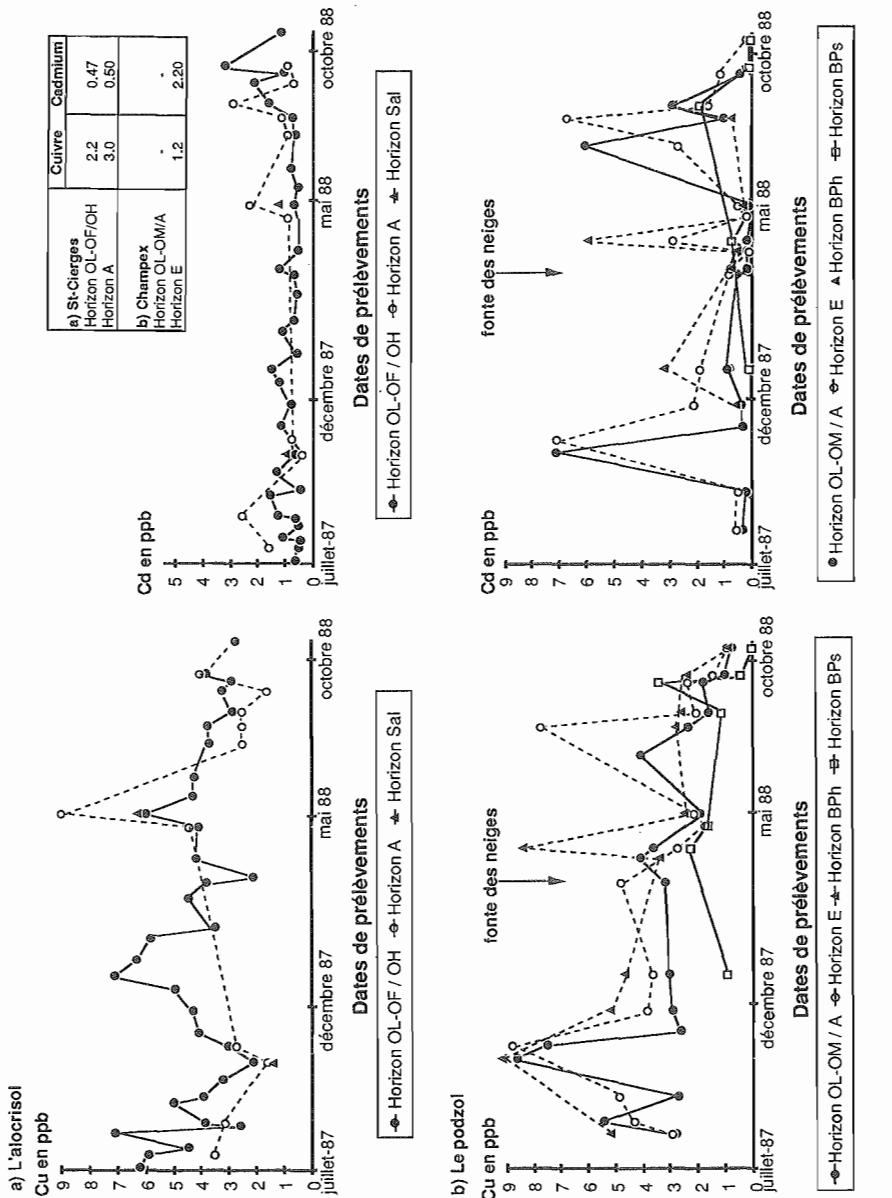 a) L'alocrisol
Cu en ppb
9
8
7
6
5
4
3
2
1
0
juillet-87
décembre 87
mai 88
octobre 88
Dates de prélèvements
Horizon OL-OF / OH Horizon A Horizon Sal
Cd en ppb
5
4
3
2
1
0
juillet-87
décembre 87
mai 88
octobre 88
Dates de prélèvements
Horizon OL-OF / OH Horizon A Horizon Sal
Cuivre Cadmium
a) St-Cierges
Horizon OL-OF/OH 2.2 0.47
Horizon A 3.0 0.50
b) Champex
Horizon OL-OM/A - -
Horizon E 1.2 2.20
b) Le podzol
Cu en ppb
9
8
7
6
5
4
3
2
1
0
juillet-87
décembre 87
mai 88
octobre 88
fonte des neiges
Dates de prélèvements
Horizon OL-OM / A Horizon E Horizon BPh Horizon BPs
Cd en ppb
9
8
7
6
5
4
3
2
1
0
juillet-87
décembre 87
mai 88
octobre 88
fonte des neiges
Dates de prélèvements
Horizon OL-OM / A Horizon E Horizon BPh Horizon BPs